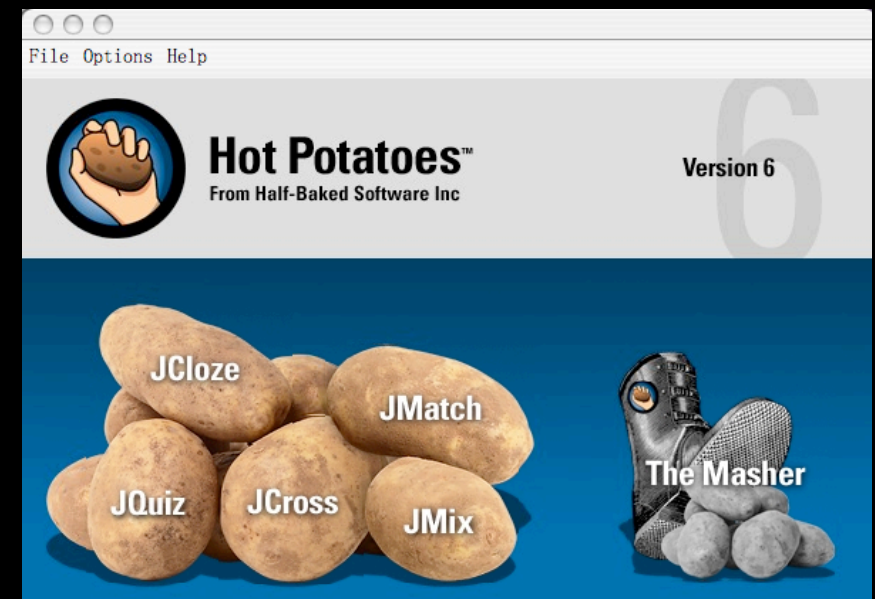 File Options Help
Hot Potatoes™
From Half-Baked Software Inc
6
Version 6
JCloze
JMatch
JQuiz
JCross
JMix
The Masher